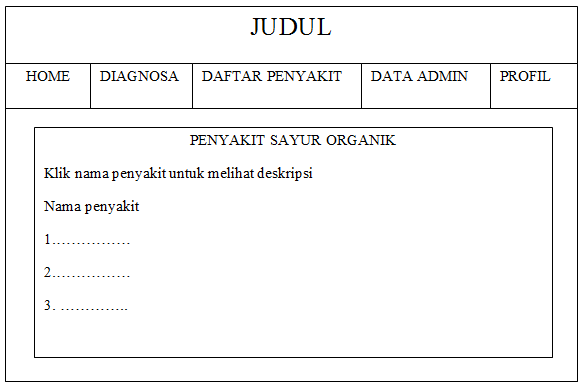 JUDUL
HOME DIAGNOSA DAFTAR PENYAKIT DATA ADMIN PROFIL
PENYAKIT SAYUR ORGANIK
Klik nama penyakit untuk melihat deskripsi
Nama penyakit
1…………….
2…………….
3. …………..